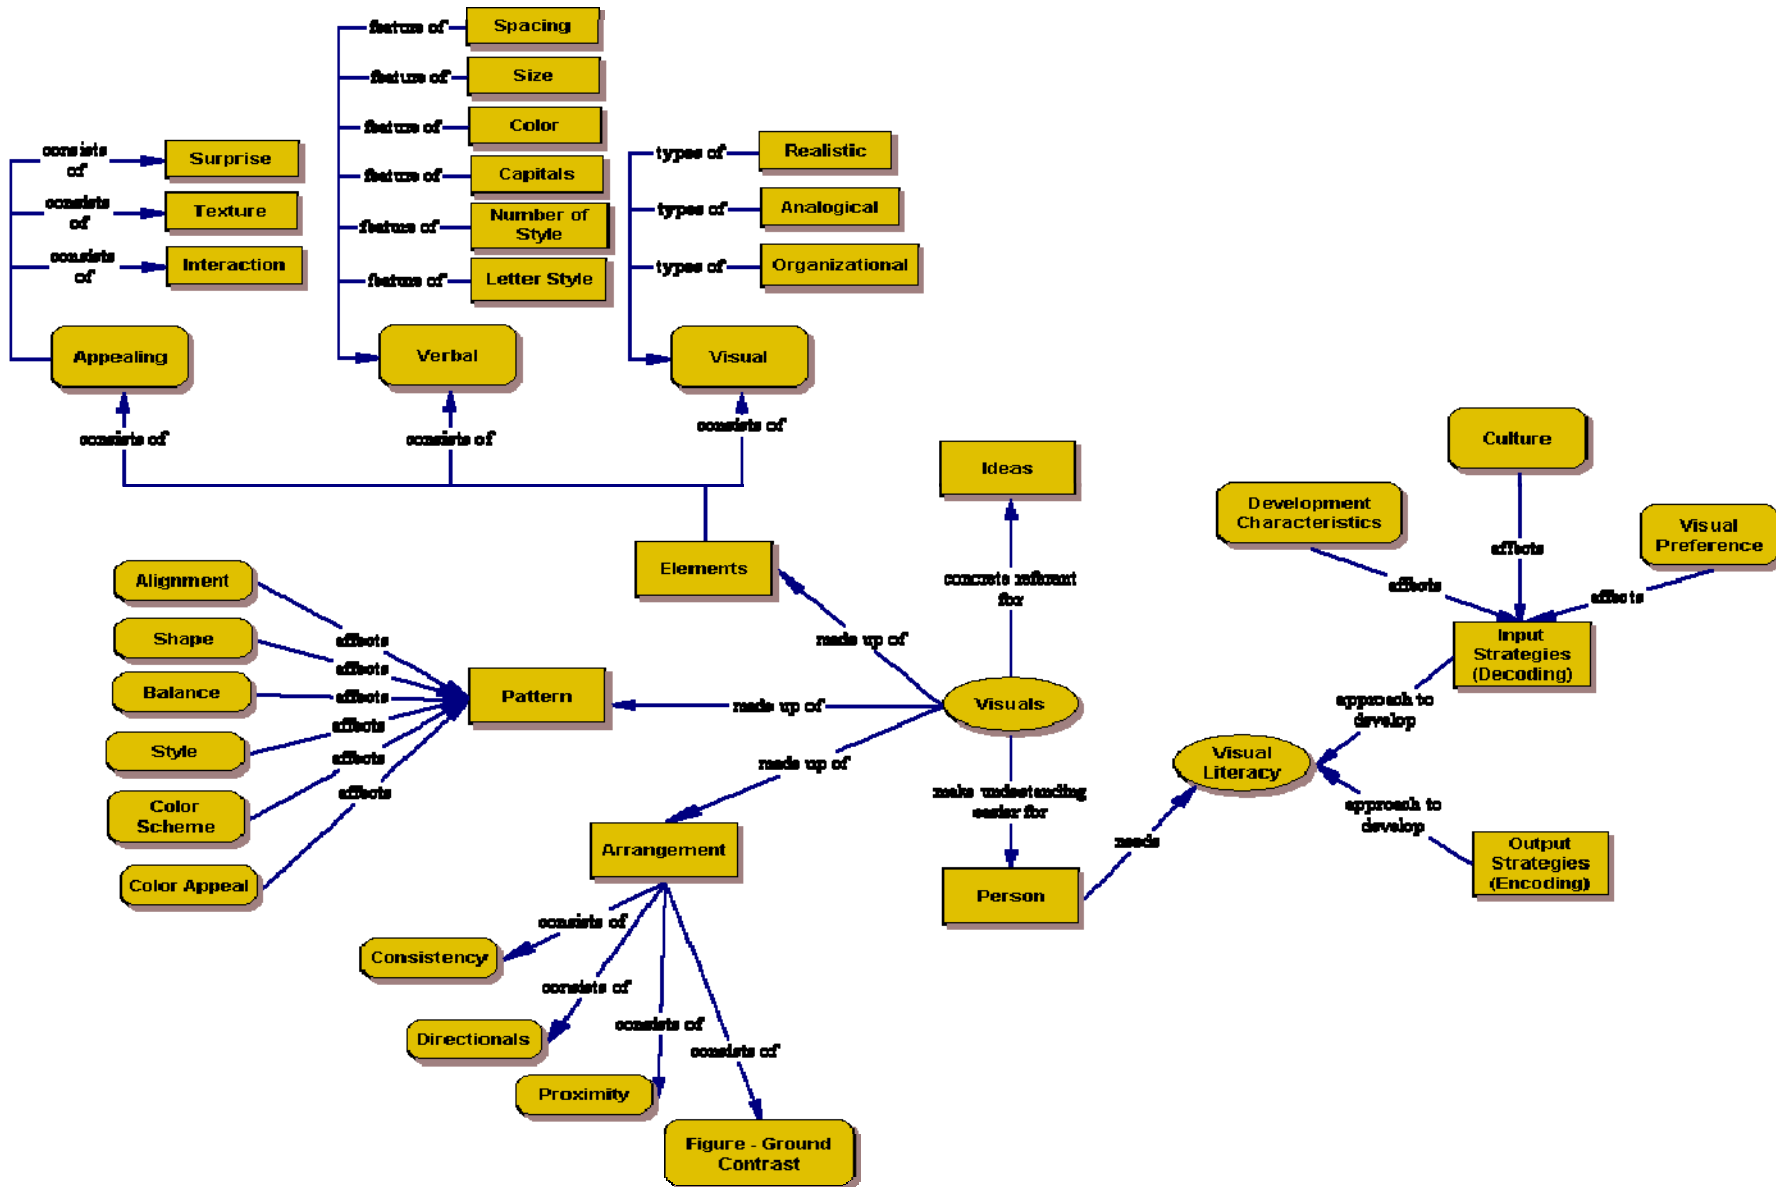 feature of
Spacing
feature of
Size
feature of
Color
feature of
Capitals
feature of
Number of
Style
feature of
Letter Style
consists
of
Surprise
consists
of
Texture
consists
of
Interaction
types of
Realistic
types of
Analogical
types of
Organizational
Appealing
Verbal
Visual
consists of
consists of
consists of
Elements
Ideas
concrete referent
for
made up of
Alignment
Shape
Balance
Style
Color
Scheme
Color Appeal
affects
affects
affects
affects
affects
affects
Pattern
made up of
Visuals
made up of
make undestanding
easier for
Arrangement
Person
consists of
Consistency
consists of
Directionals
consists of
Proximity
consists of
Figure - Ground
Contrast
Culture
Development
Characteristics
Visual
Preference
affects
affects
affects
Input
Strategies
(Decoding)
approach to
develop
Visual
Literacy
needs
approach to
develop
Output
Strategies
(Encoding)